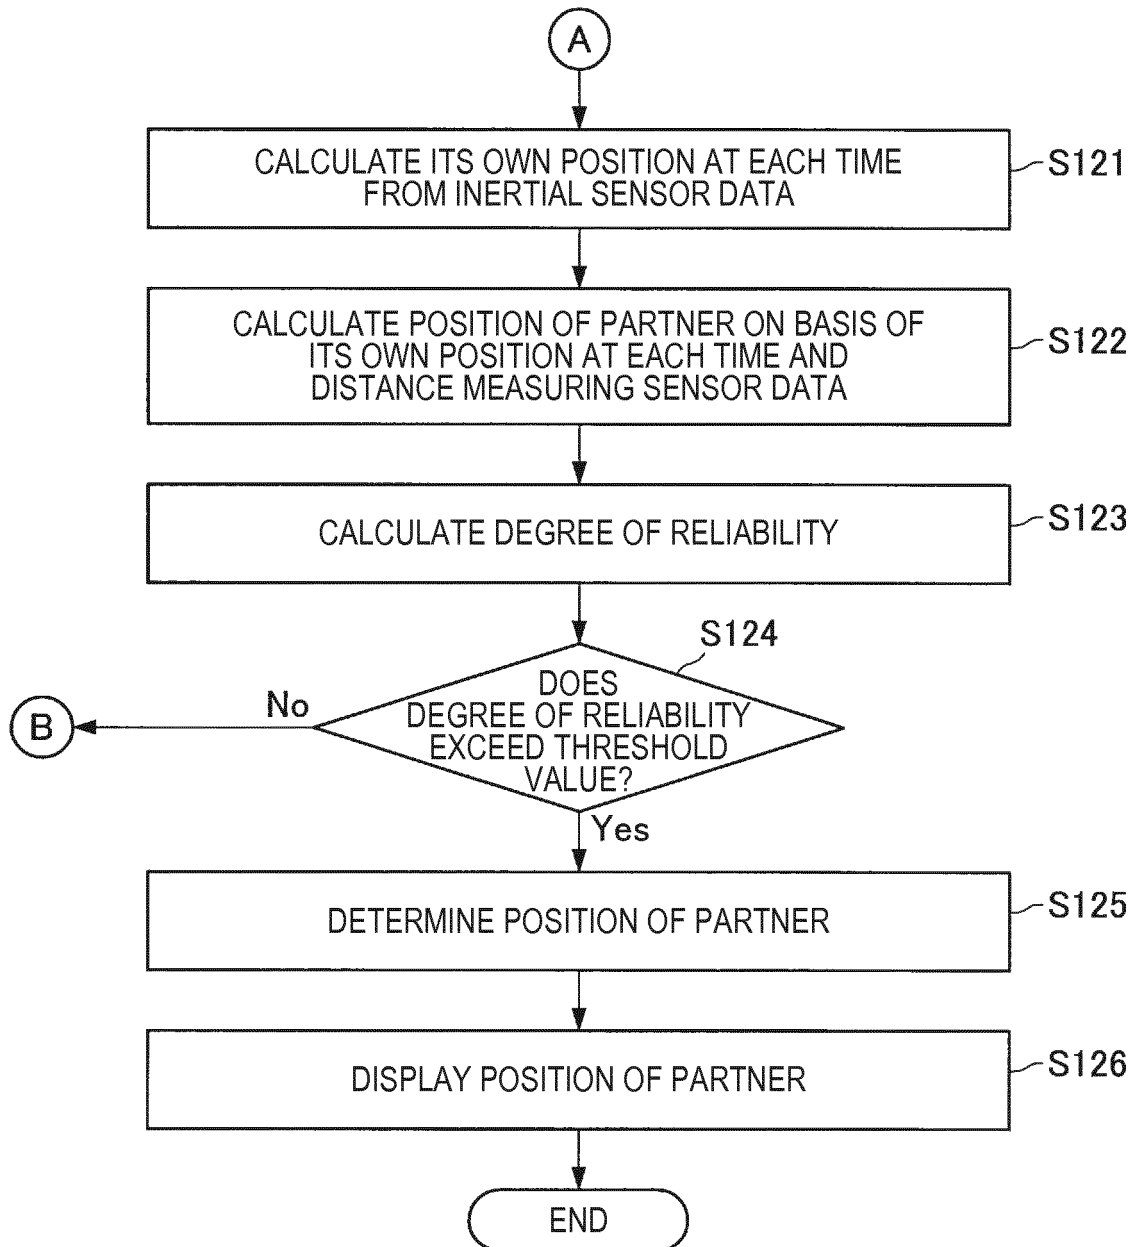 A
CALCULATE ITS OWN POSITION AT EACH TIME
FROM INERTIAL SENSOR DATA
S121
CALCULATE POSITION OF PARTNER ON BASIS OF
ITS OWN POSITION AT EACH TIME AND
DISTANCE MEASURING SENSOR DATA
S122
CALCULATE DEGREE OF RELIABILITY
S123
S124
DOES
DEGREE OF RELIABILITY
EXCEED THRESHOLD
VALUE?
No
B
Yes
DETERMINE POSITION OF PARTNER
S125
DISPLAY POSITION OF PARTNER
S126
END